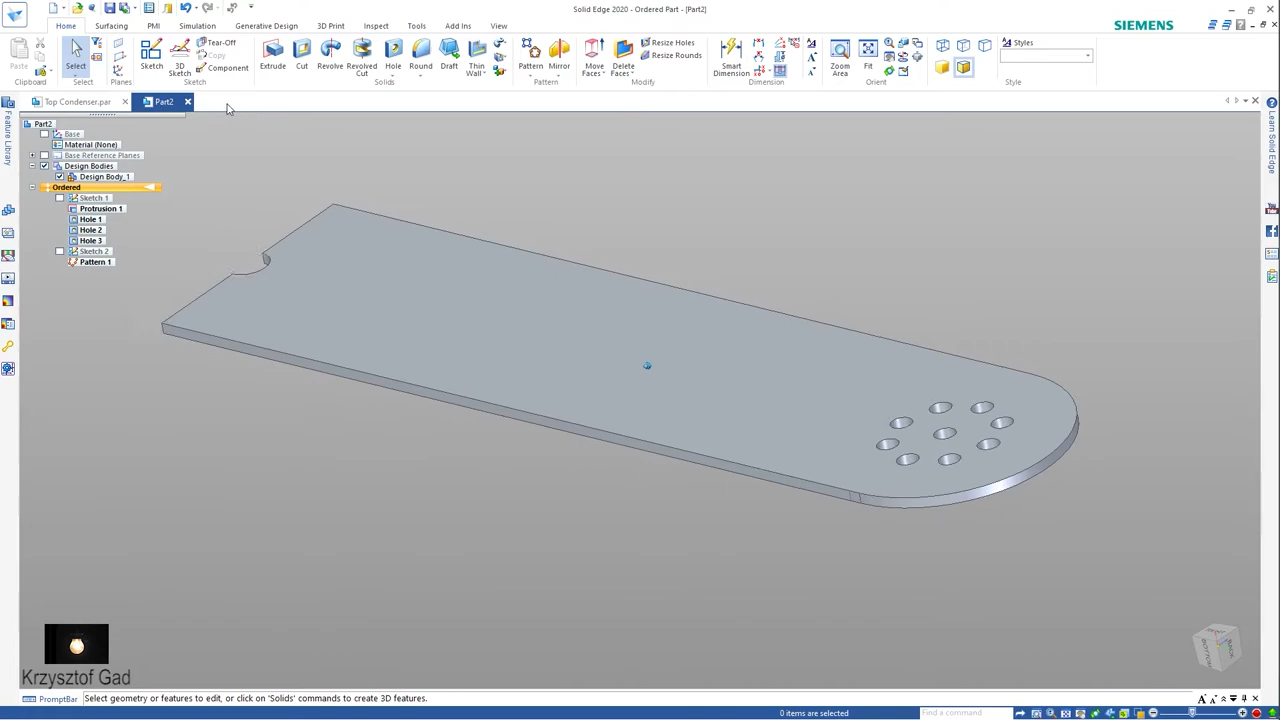 Solid Edge 2020 - Ordered Part - [Part2]
Home Surfacing PMI Simulation Generative Design 3D Print Inspect Tools Add Ins View
SIEMENS
Paste
Clipboard
Select
Select
Planes
Sketch
3D
Sketch
Tear-Off
Copy
Component
Sketch
Extrude
Cut
Revolve
Revolved
Cut
Hole
Round
Draft
Thin
Wall
Solids
Pattern
Mirror
Pattern
Move
Faces
Delete
Faces
Resize Holes
Resize Rounds
Modify
Smart
Dimension
Dimension
Zoom
Area
Fit
Orient
Styles
Style
Top Condenser.par
Part2
Feature Library
Learn Solid Edge
Part2
Base
Material (None)
Base Reference Planes
Design Bodies
Design Body_1
Ordered
Sketch 1
Protrusion 1
Hole 1
Hole 2
Hole 3
Sketch 2
Pattern 1
Krzysztof Gad
PromptBar
Select geometry or features to edit, or click on 'Solids' commands to create 3D features.
0 items are selected
Find a command